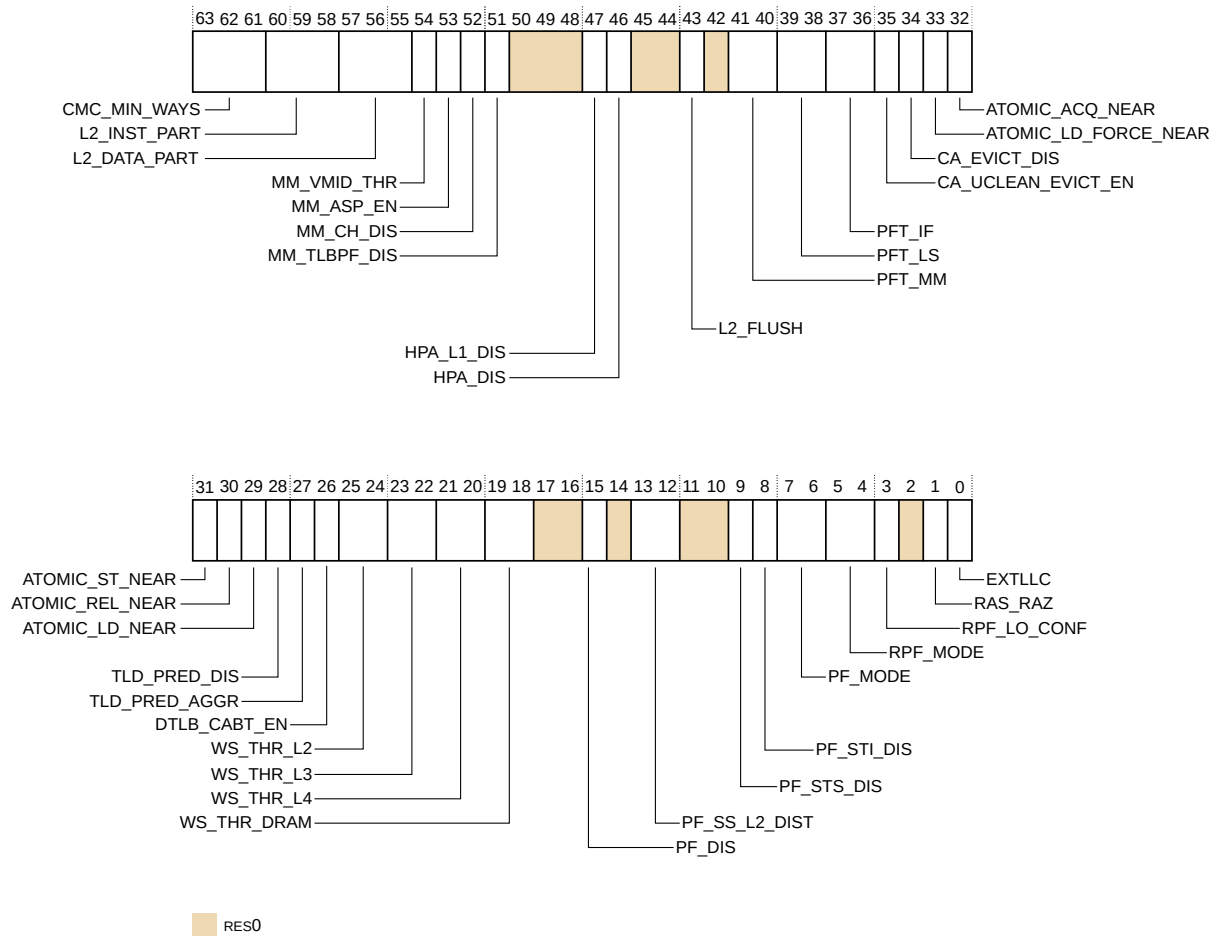 63 62 61 60 59 58 57 56 55 54 53 52 51 50 49 48 47 46 45 44 43 42 41 40 39 38 37 36 35 34 33 32
CMC_MIN_WAYS ATOMIC_ACQ_NEAR
L2_INST_PART ATOMIC_LD_FORCE_NEAR
L2_DATA_PART CA_EVICT_DIS
MM_VMID_THR CA_UCLEAN_EVICT_EN
MM_ASP_EN
MM_CH_DIS PFT_IF
MM_TLBPF_DIS PFT_LS
PFT_MM
L2_FLUSH
HPA_L1_DIS
HPA_DIS
31 30 29 28 27 26 25 24 23 22 21 20 19 18 17 16 15 14 13 12 11 10 9 8 7 6 5 4 3 2 1 0
ATOMIC_ST_NEAR EXTLLC
ATOMIC_REL_NEAR RAS_RAZ
ATOMIC_LD_NEAR RPF_LO_CONF
RPF_MODE
TLD_PRED_DIS PF_MODE
TLD_PRED_AGGR
DTLB_CABT_EN
WS_THR_L2 PF_STI_DIS
WS_THR_L3
PF_STS_DIS
WS_THR_L4
WS_THR_DRAM PF_SS_L2_DIST
PF_DIS
RES0